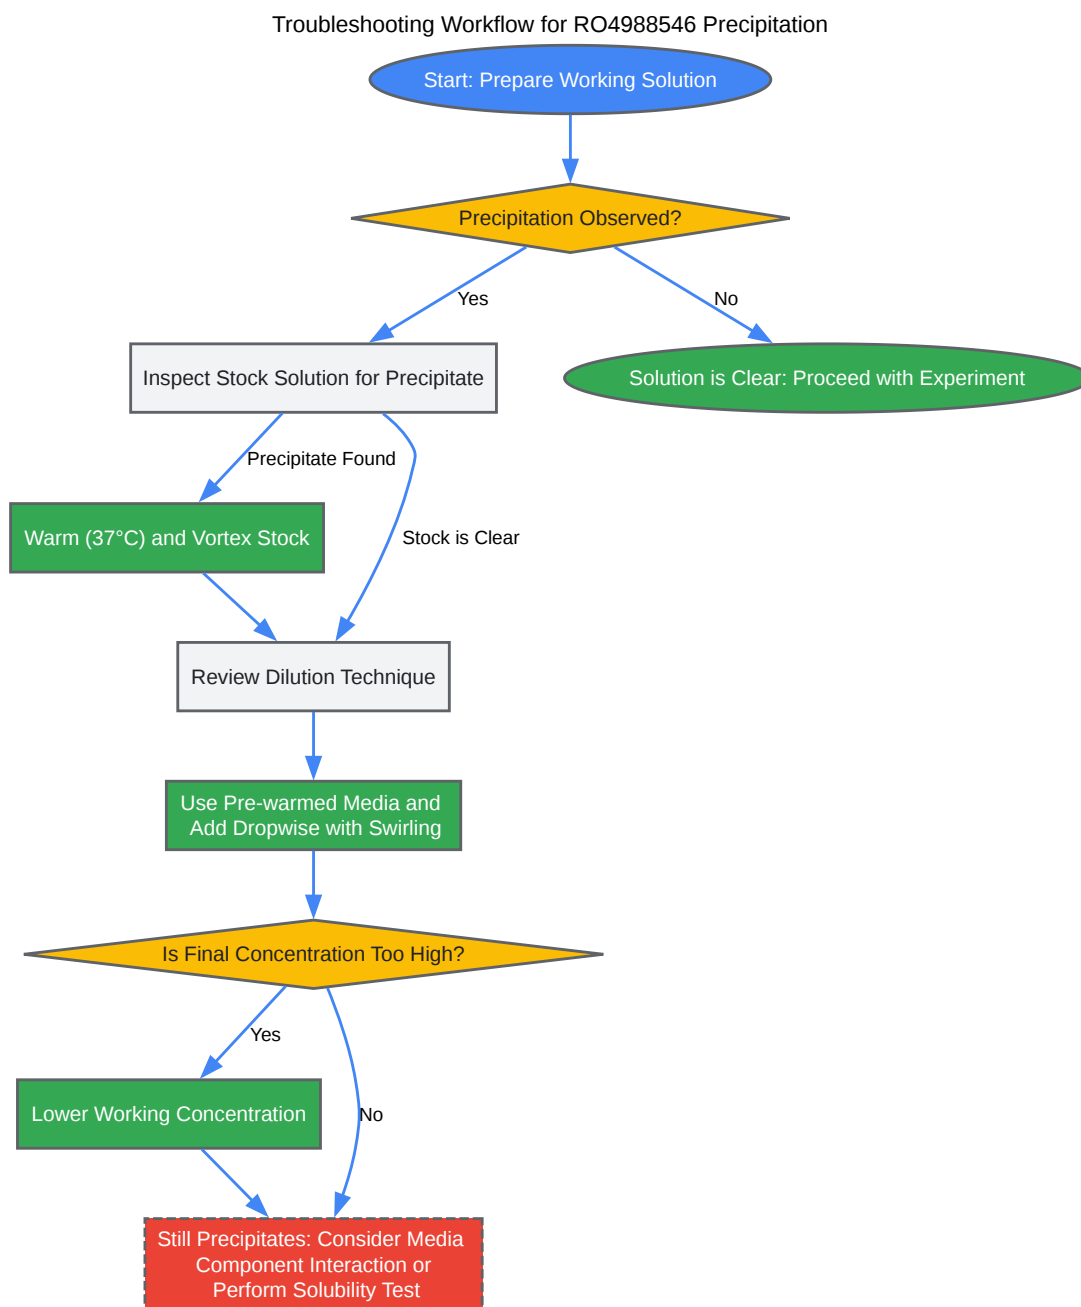 Troubleshooting Workflow for RO4988546 Precipitation
Start: Prepare Working Solution
Precipitation Observed?
Yes
No
Inspect Stock Solution for Precipitate
Solution is Clear: Proceed with Experiment
Precipitate Found
Warm (37°C) and Vortex Stock
Stock is Clear
Review Dilution Technique
Use Pre-warmed Media and
Add Dropwise with Swirling
Is Final Concentration Too High?
Yes
Lower Working Concentration
No
Still Precipitates: Consider Media
Component Interaction or
Perform Solubility Test